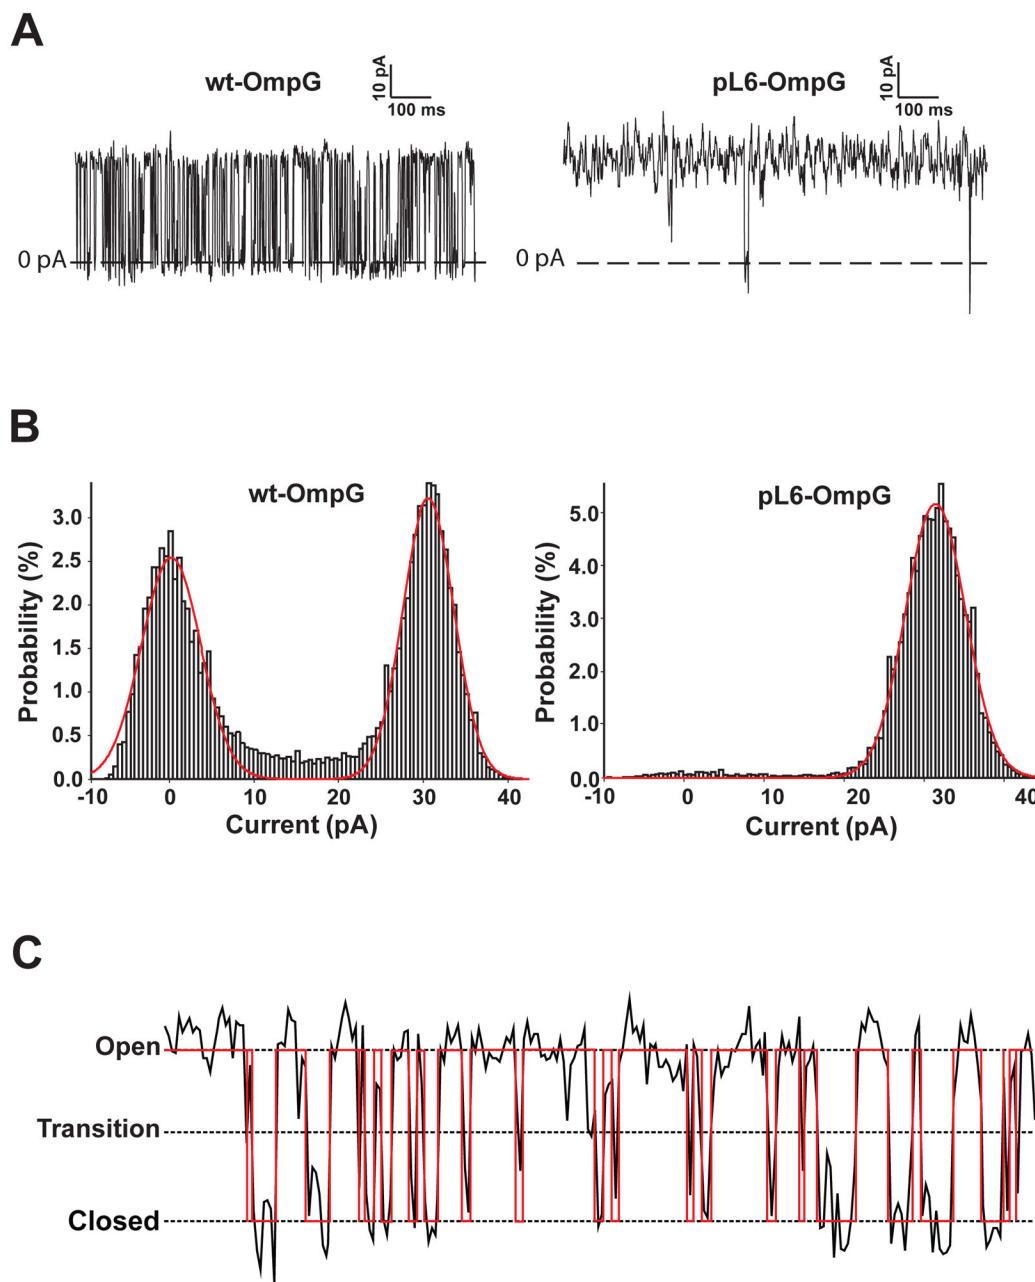 A
wt-OmpG
10 pA
100 ms
pL6-OmpG
10 pA
100 ms
0 pA
0 pA
B
wt-OmpG
Probability (%)
3.0
2.5
2.0
1.5
1.0
0.5
0.0
-10 0 10 20 30 40
Current (pA)
pL6-OmpG
Probability (%)
5.0
4.0
3.0
2.0
1.0
0.0
-10 0 10 20 30 40
Current (pA)
C
Open
Transition
Closed